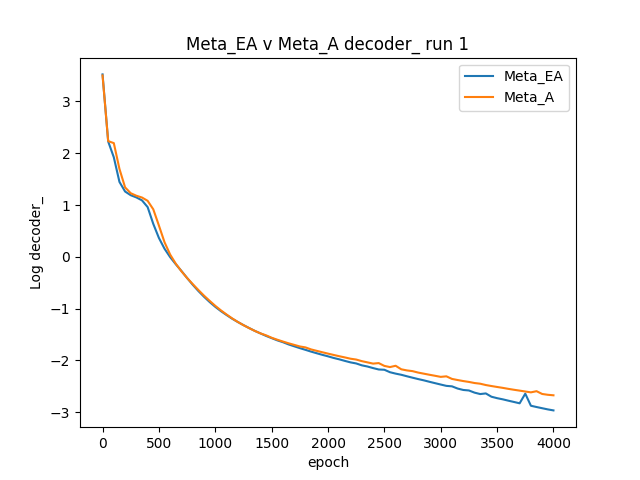 Meta_EA v Meta_A decoder_ run 1
Meta_EA
Meta_A
Log decoder_
3
2
1
0
−1
−2
−3
0 500 1000 1500 2000 2500 3000 3500 4000
epoch